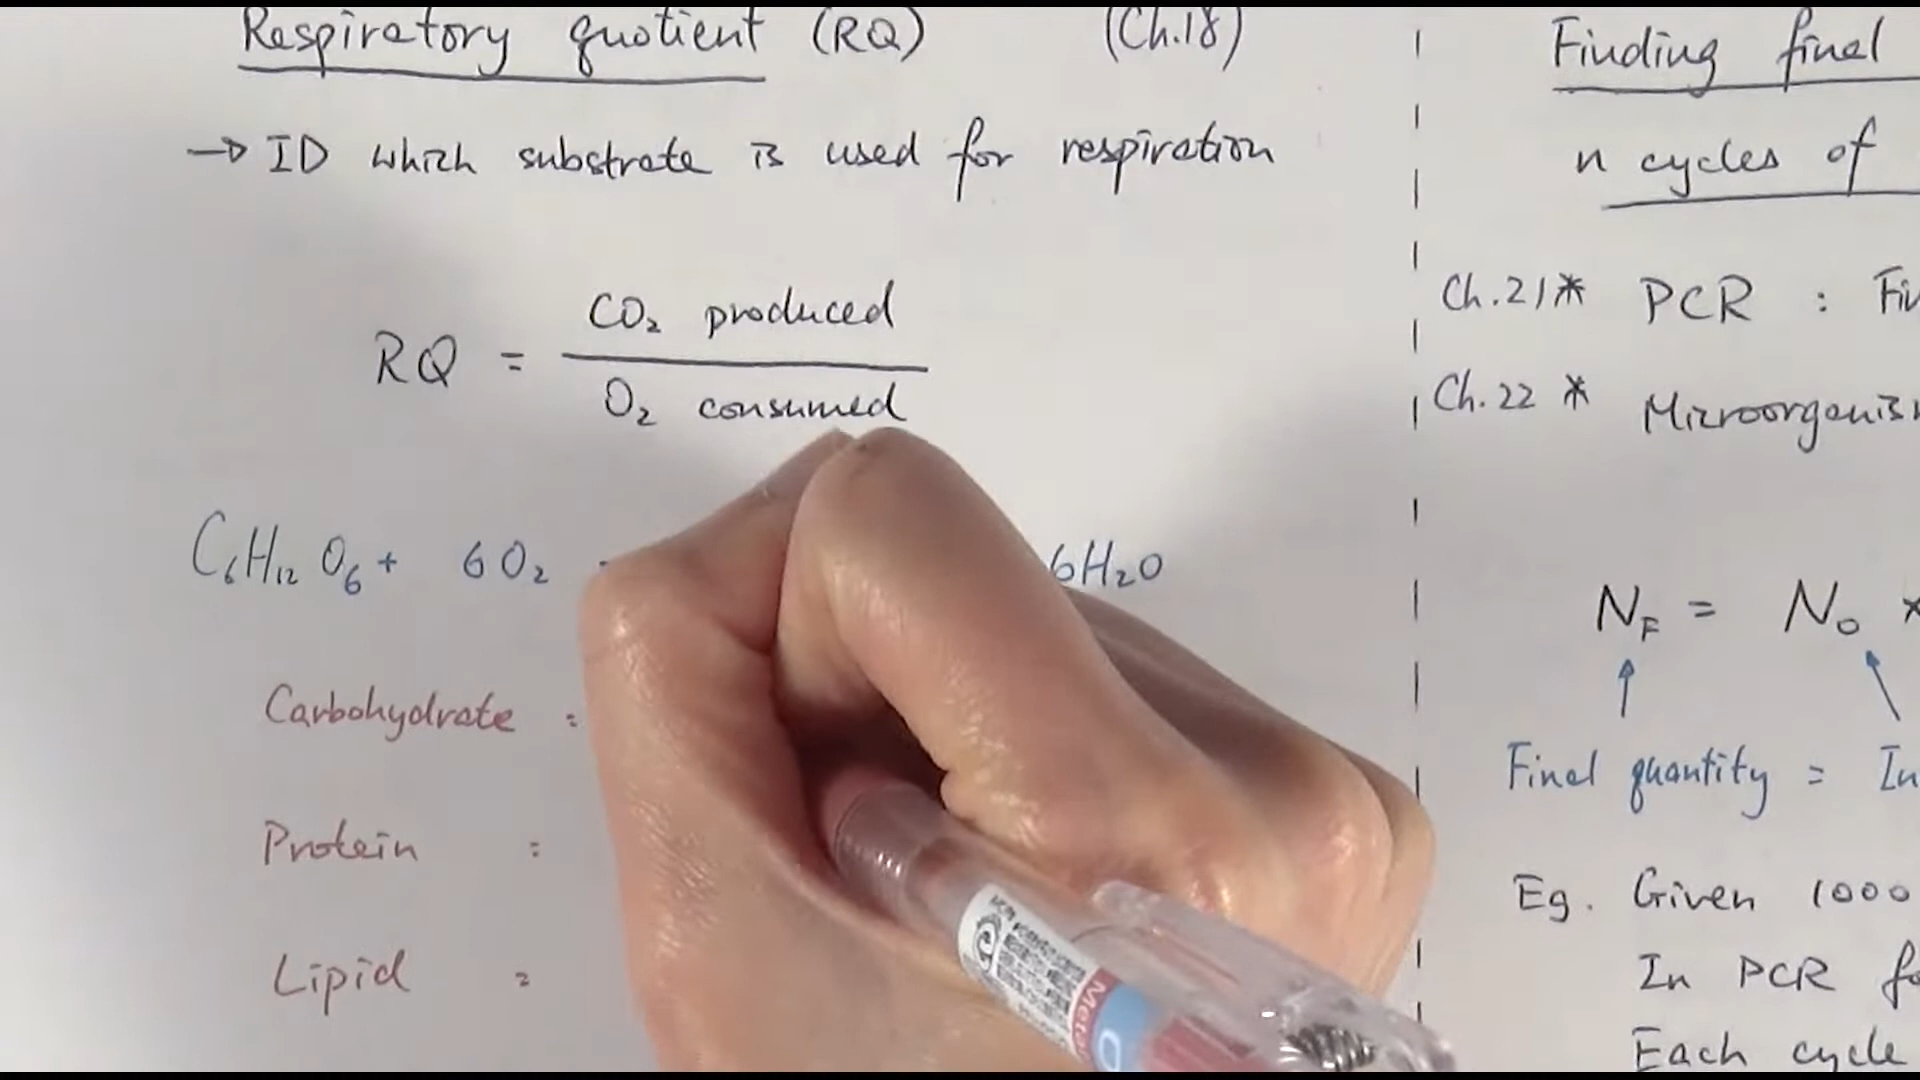 Respiratory quotient (RQ) (Ch.18)
→ ID which substrate is used for respiration
RQ = CO₂ produced
O₂ consumed
C₆H₁₂O₆ + 6O₂ 6H₂O
Carbohydrate =
Protein :
Lipid =
Finding final
n cycles of
Ch.21* PCR :
Ch.22 *
N_F = N₀ ×
Final quantity =
Eg. Given 1000
In PCR
Each cycle